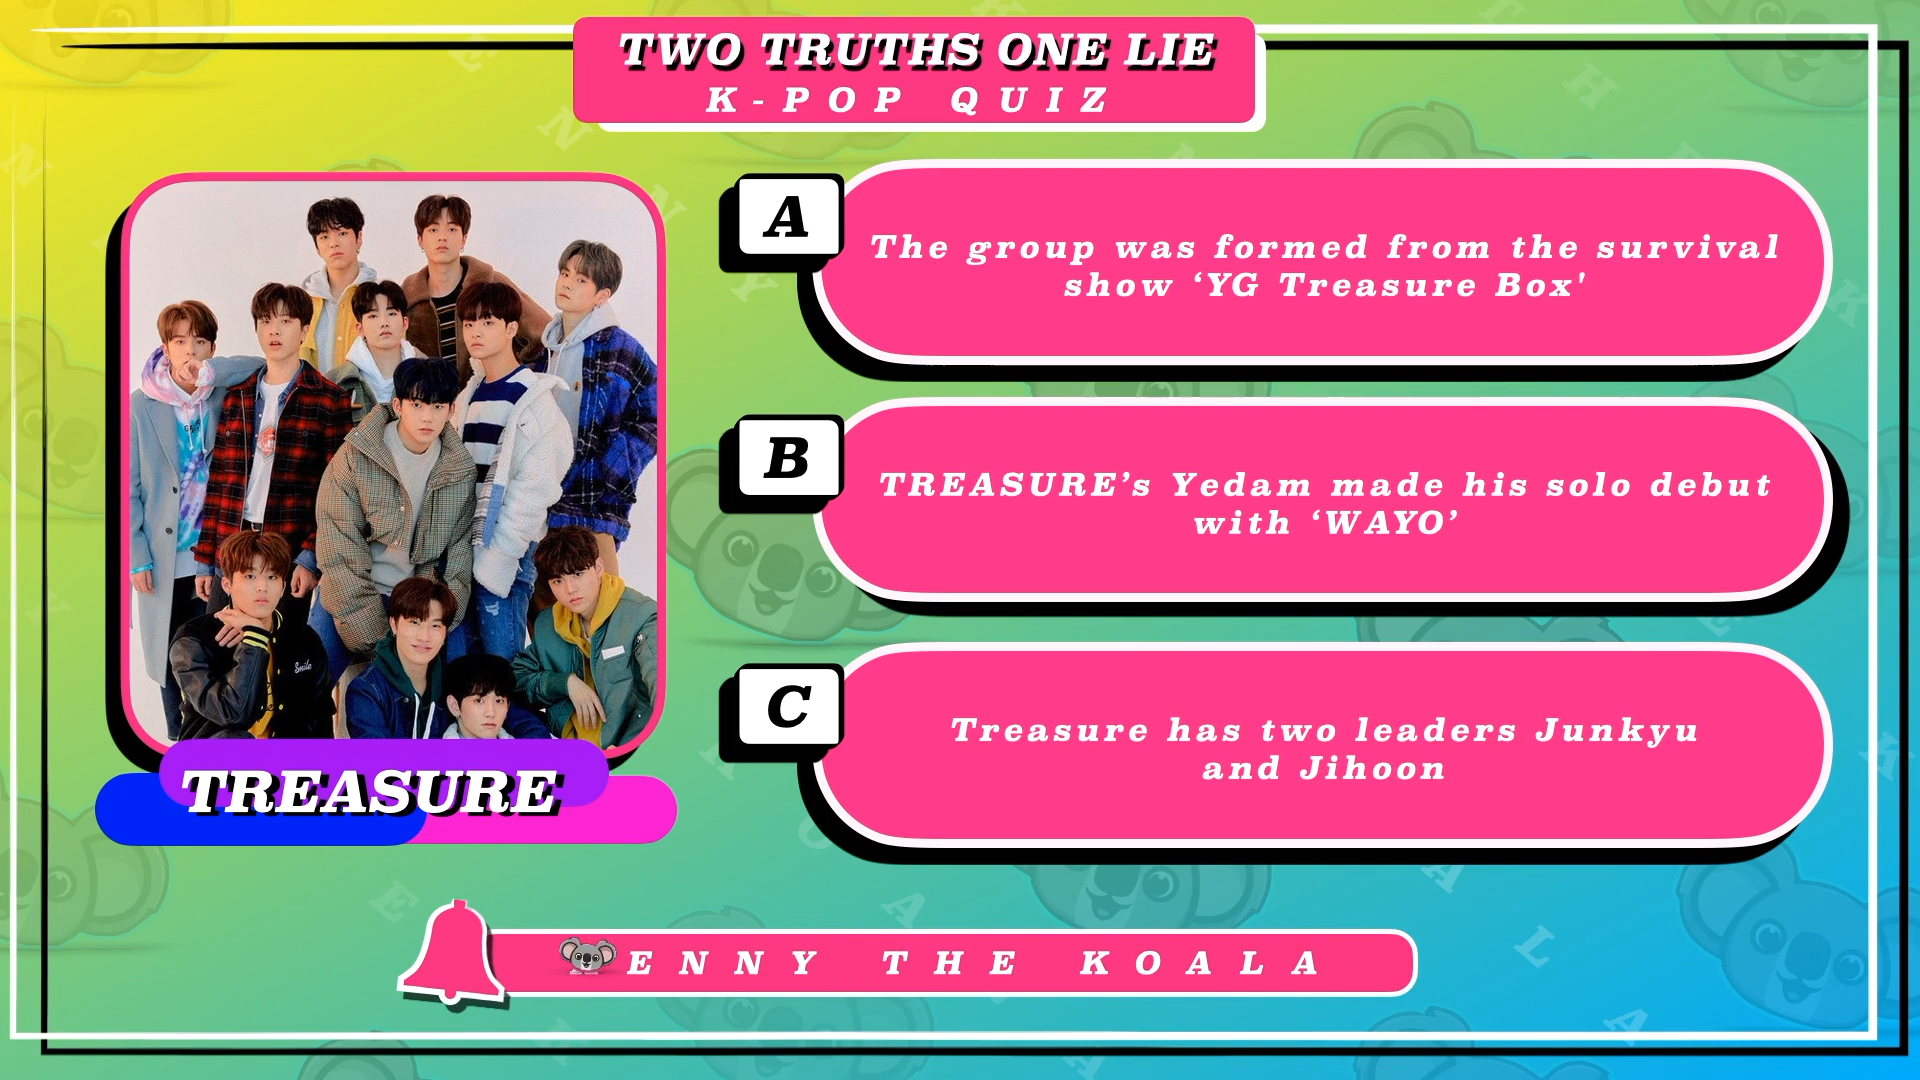 TWO TRUTHS ONE LIE
K-POP QUIZ
A
The group was formed from the survival
show ‘YG Treasure Box'
B
TREASURE’s Yedam made his solo debut
with ‘WAYO’
C
Treasure has two leaders Junkyu
and Jihoon
Smile
TREASURE
ENNY THE KOALA